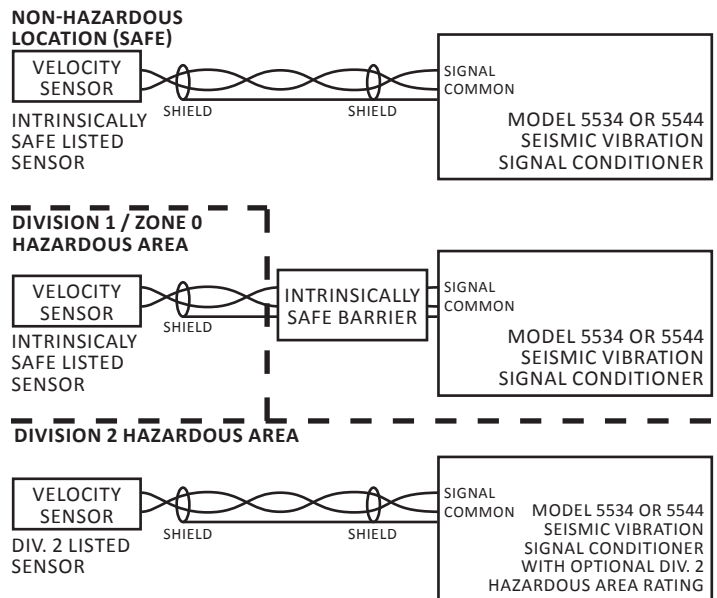 NON-HAZARDOUS
LOCATION (SAFE)
VELOCITY
SENSOR
INTRINSICALLY
SAFE LISTED
SENSOR
SHIELD
SHIELD
SIGNAL
COMMON
MODEL 5534 OR 5544
SEISMIC VIBRATION
SIGNAL CONDITIONER
DIVISION 1 / ZONE 0
HAZARDOUS AREA
VELOCITY
SENSOR
INTRINSICALY
SAFE LISTED
SENSOR
SHIELD
INTRINSICALLY
SAFE BARRIER
SIGNAL
COMMON
MODEL 5534 OR 5544
SEISMIC VIBRATION
SIGNAL CONDITIONER
DIVISION 2 HAZARDOUS AREA
VELOCITY
SENSOR
DIV. 2 LISTED
SENSOR
SHIELD
SHIELD
SIGNAL
COMMON
MODEL 5534 OR 5544
SEISMIC VIBRATION
SIGNAL CONDITIONER
WITH OPTIONAL DIV. 2
HAZARDOUS AREA RATING